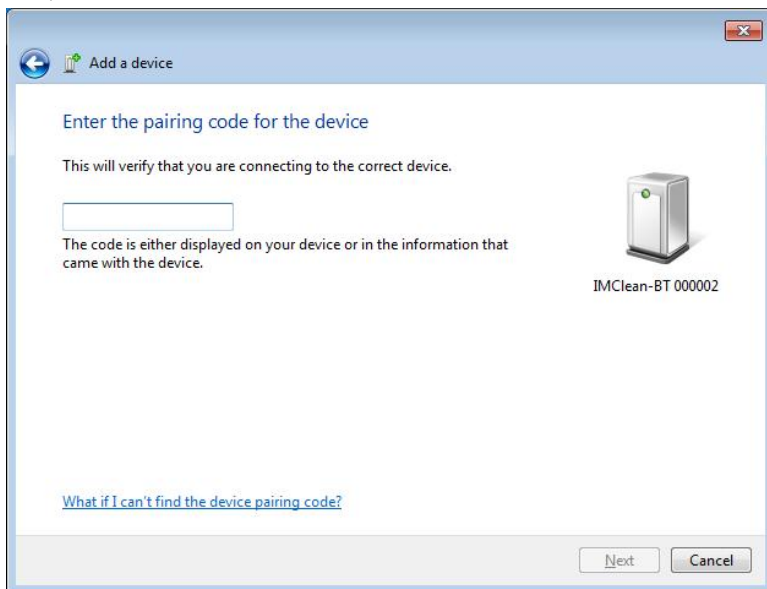 Add a device
Enter the pairing code for the device
This will verify that you are connecting to the correct device.
The code is either displayed on your device or in the information that
came with the device.
IMClean-BT 000002
What if I can't find the device pairing code?
Next
Cancel